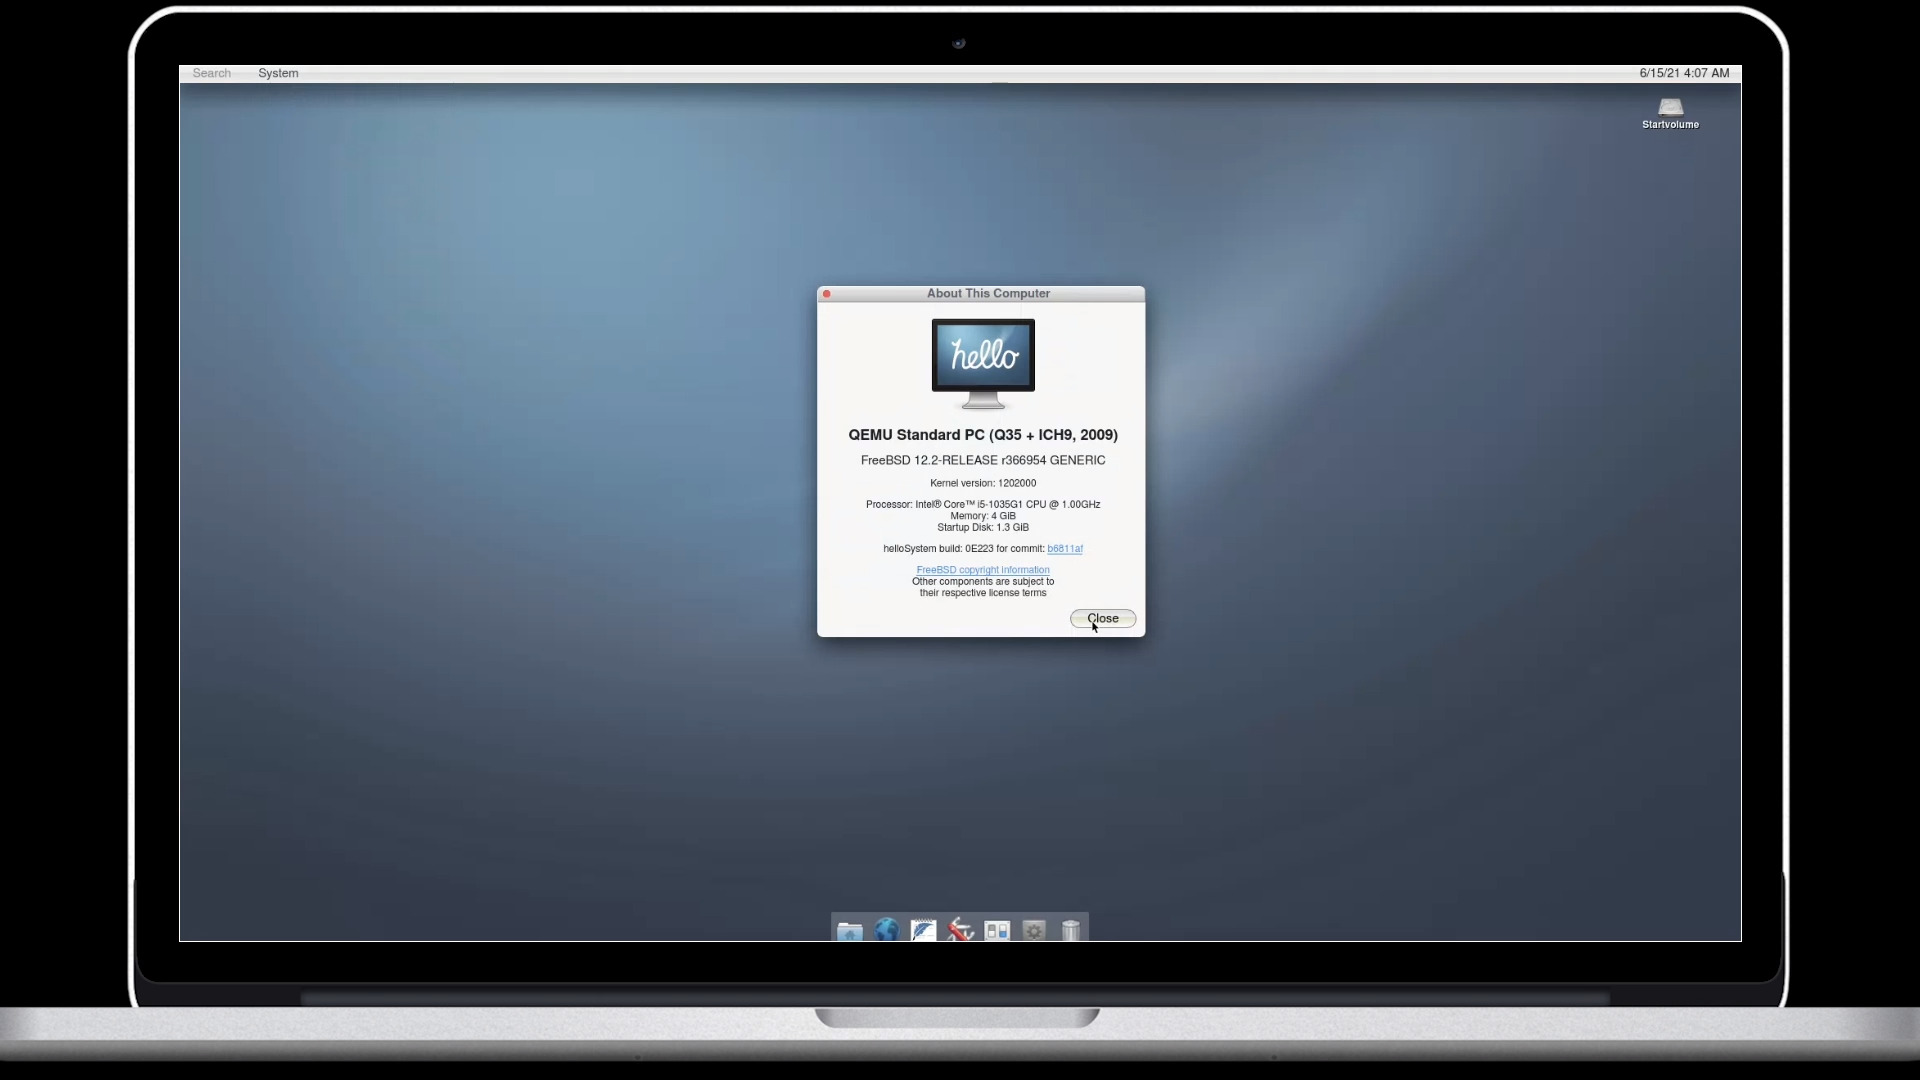 Search System 6/15/21 4:07 AM
Startvolume
About This Computer
hello
QEMU Standard PC (Q35 + ICH9, 2009)
FreeBSD 12.2-RELEASE r366954 GENERIC
Kernel version: 1202000
Processor: Intel® Core™ i5-1035G1 CPU @ 1.00GHz
Memory: 4 GiB
Startup Disk: 1.3 GiB
helloSystem build: 0E223 for commit: b6811af
FreeBSD copyright information
Other components are subject to
their respective license terms
Close